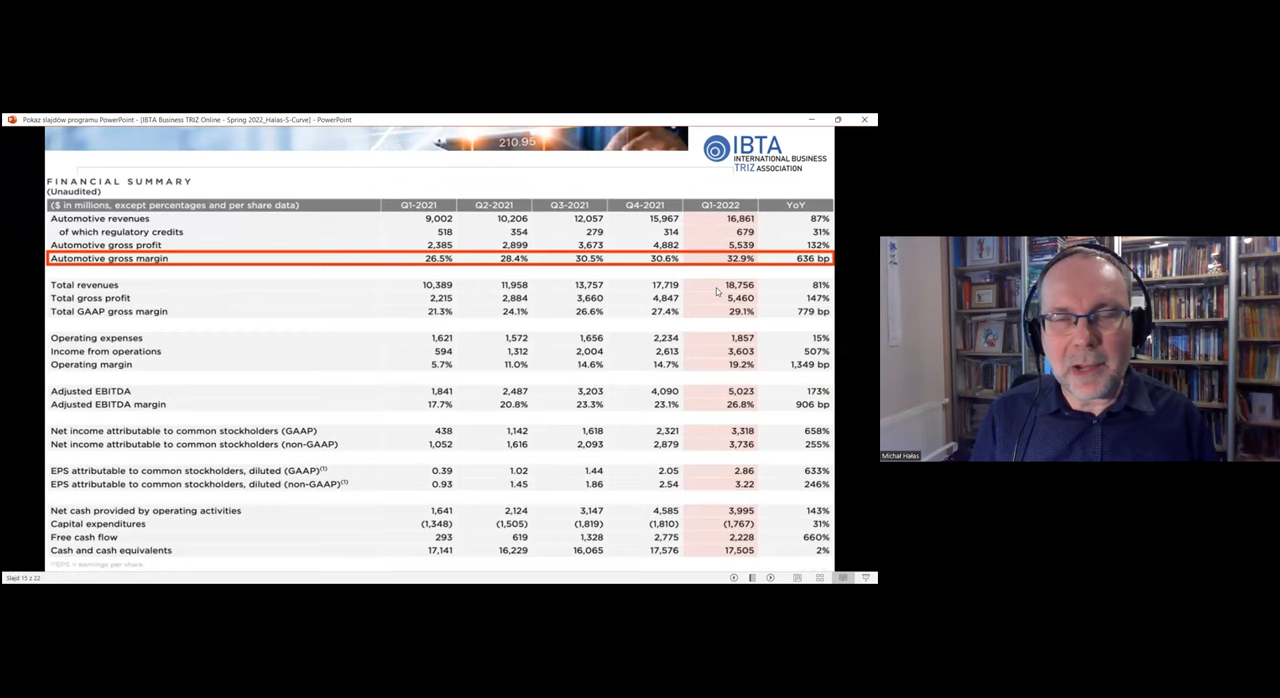 Pokaz slajdów programu PowerPoint - [IBTA Business TRIZ Online - Spring 2022_Halas-S-Curve] - PowerPoint
210.95
IBTA
INTERNATIONAL BUSINESS
TRIZ ASSOCIATION
FINANCIAL SUMMARY
(Unaudited)
($ in millions, except percentages and per share data) Q1-2021 Q2-2021 Q3-2021 Q4-2021 Q1-2022 YoY
Automotive revenues 9,002 10,206 12,057 15,967 16,861 87%
of which regulatory credits 518 354 279 314 679 31%
Automotive gross profit 2,385 2,899 3,673 4,882 5,539 132%
Automotive gross margin 26.5% 28.4% 30.5% 30.6% 32.9% 636 bp
Total revenues 10,389 11,958 13,757 17,719 18,756 81%
Total gross profit 2,215 2,884 3,660 4,847 5,460 147%
Total GAAP gross margin 21.3% 24.1% 26.6% 27.4% 29.1% 779 bp
Operating expenses 1,621 1,572 1,656 2,234 1,857 15%
Income from operations 594 1,312 2,004 2,613 3,603 507%
Operating margin 5.7% 11.0% 14.6% 14.7% 19.2% 1,349 bp
Adjusted EBITDA 1,841 2,487 3,203 4,090 5,023 173%
Adjusted EBITDA margin 17.7% 20.8% 23.3% 23.1% 26.8% 906 bp
Net income attributable to common stockholders (GAAP) 438 1,142 1,618 2,321 3,318 658%
Net income attributable to common stockholders (non-GAAP) 1,052 1,616 2,093 2,879 3,736 255%
EPS attributable to common stockholders, diluted (GAAP)(1) 0.39 1.02 1.44 2.05 2.86 633%
EPS attributable to common stockholders, diluted (non-GAAP)(1) 0.93 1.45 1.86 2.54 3.22 246%
Net cash provided by operating activities 1,641 2,124 3,147 4,585 3,995 143%
Capital expenditures (1,348) (1,505) (1,819) (1,810) (1,767) 31%
Free cash flow 293 619 1,328 2,775 2,228 660%
Cash and cash equivalents 17,141 16,229 16,065 17,576 17,505 2%
(1)EPS = earnings per share.
Slajd 15 z 22
Michał Hałas